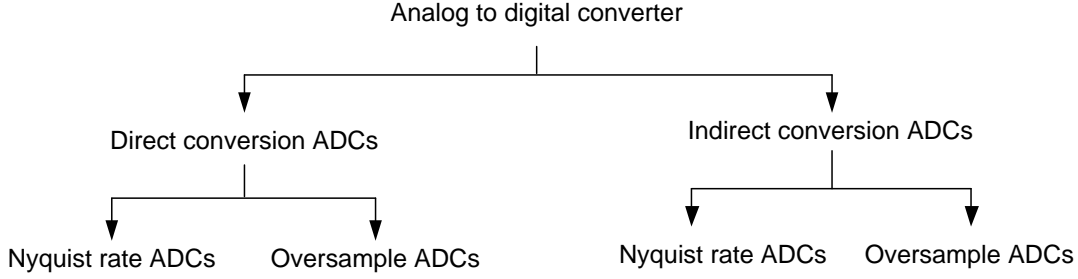 Analog to digital converter
Direct conversion ADCs
Indirect conversion ADCs
Nyquist rate ADCs
Oversample ADCs
Nyquist rate ADCs
Oversample ADCs